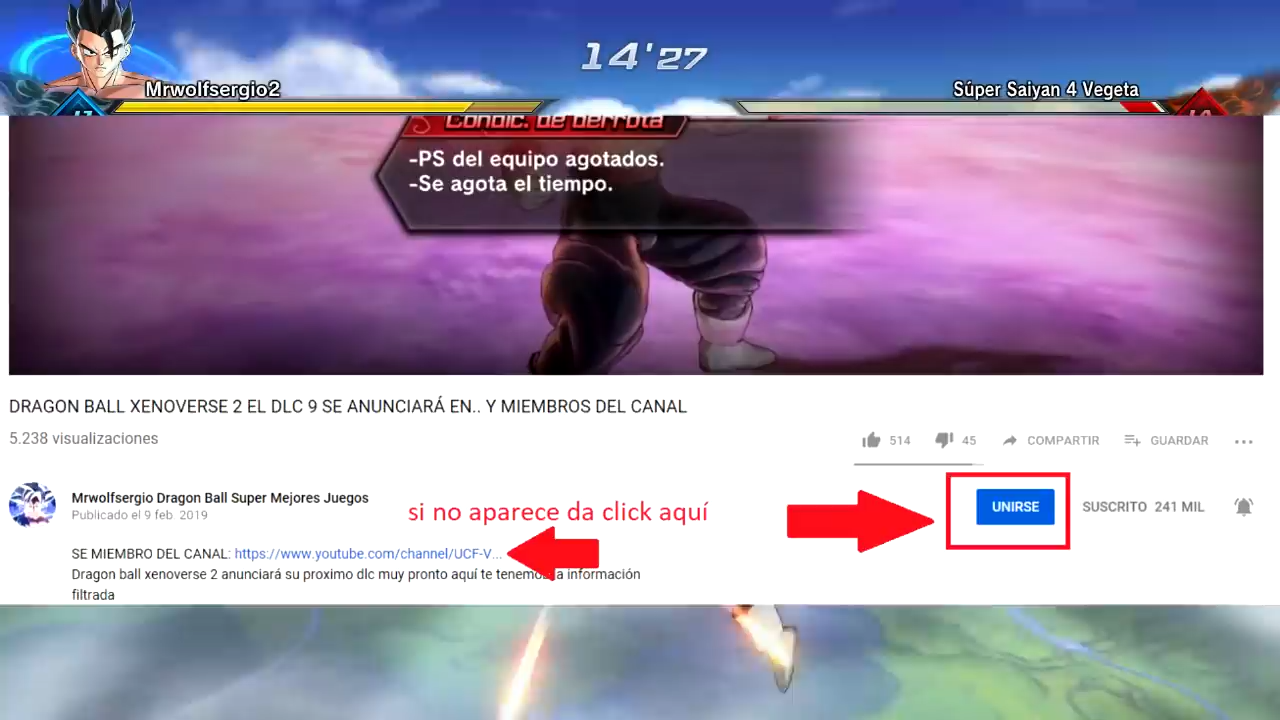 14'27
Mrwolfsergio2
Súper Saiyan 4 Vegeta
Condic. de derrota
-PS del equipo agotados.
-Se agota el tiempo.
DRAGON BALL XENOVERSE 2 EL DLC 9 SE ANUNCIARÁ EN.. Y MIEMBROS DEL CANAL
5.238 visualizaciones
514
45
COMPARTIR
GUARDAR
Mrwolfsergio Dragon Ball Super Mejores Juegos
Publicado el 9 feb. 2019
si no aparece da click aquí
UNIRSE
SUSCRITO 241 MIL
SE MIEMBRO DEL CANAL: https://www.youtube.com/channel/UCF-V...
Dragon ball xenoverse 2 anunciará su proximo dlc muy pronto aquí te tenemos la información
filtrada